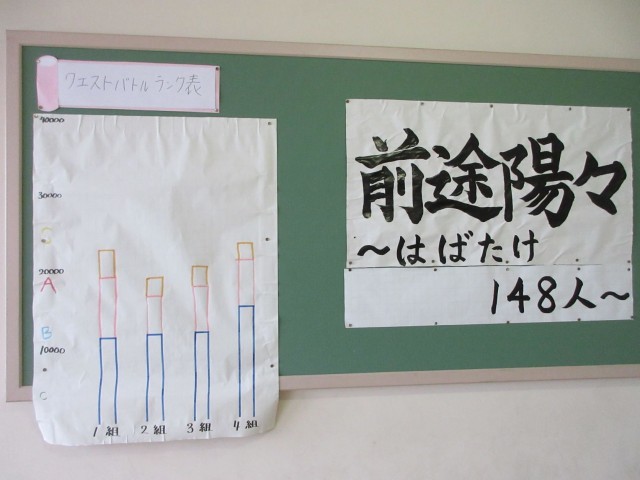 クエストバトルランク表
40000
30000
S
20000
A
B
10000
C
1組 2組 3組 4組
前途陽々
～はばたけ
148人～